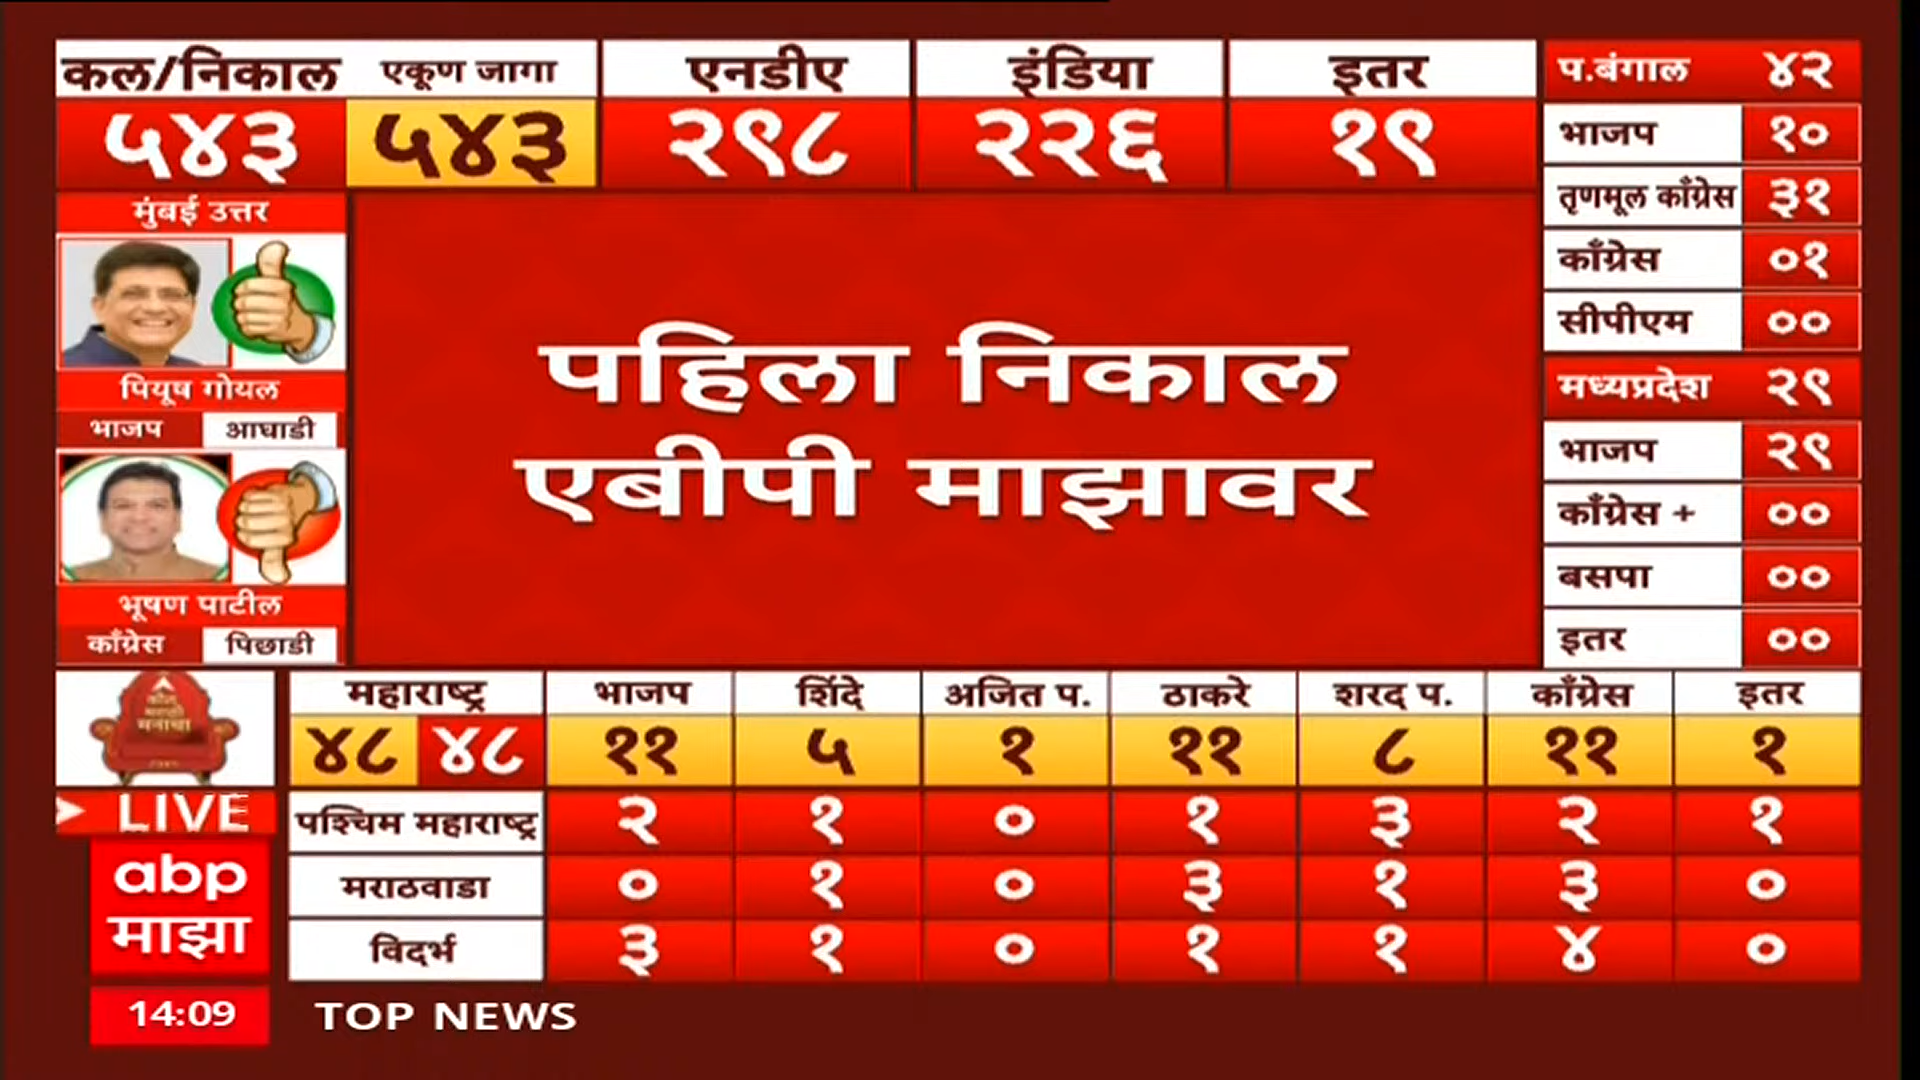 कल/निकाल एकूण जागा एनडीए इंडिया इतर
५४३ ५४३ २९८ २२६ १९
मुंबई उत्तर
पियूष गोयल
भाजप आघाडी
भूषण पाटील
काँग्रेस पिछाडी
पहिला निकाल
एबीपी माझावर
प.बंगाल ४२
भाजप १०
तृणमूल काँग्रेस ३१
काँग्रेस ०१
सीपीएम ००
मध्यप्रदेश २९
भाजप २९
काँग्रेस + ००
बसपा ००
इतर ००
महाराष्ट्र भाजप शिंदे अजित प. ठाकरे शरद प. काँग्रेस इतर
४८ ४८ ११ ५ १ ११ ८ ११ १
पश्चिम महाराष्ट्र २ १ ० १ ३ २ १
मराठवाडा ० १ ० ३ १ ३ ०
विदर्भ ३ १ ० १ १ ४ ०
LIVE
abp
माझा
14:09
TOP NEWS